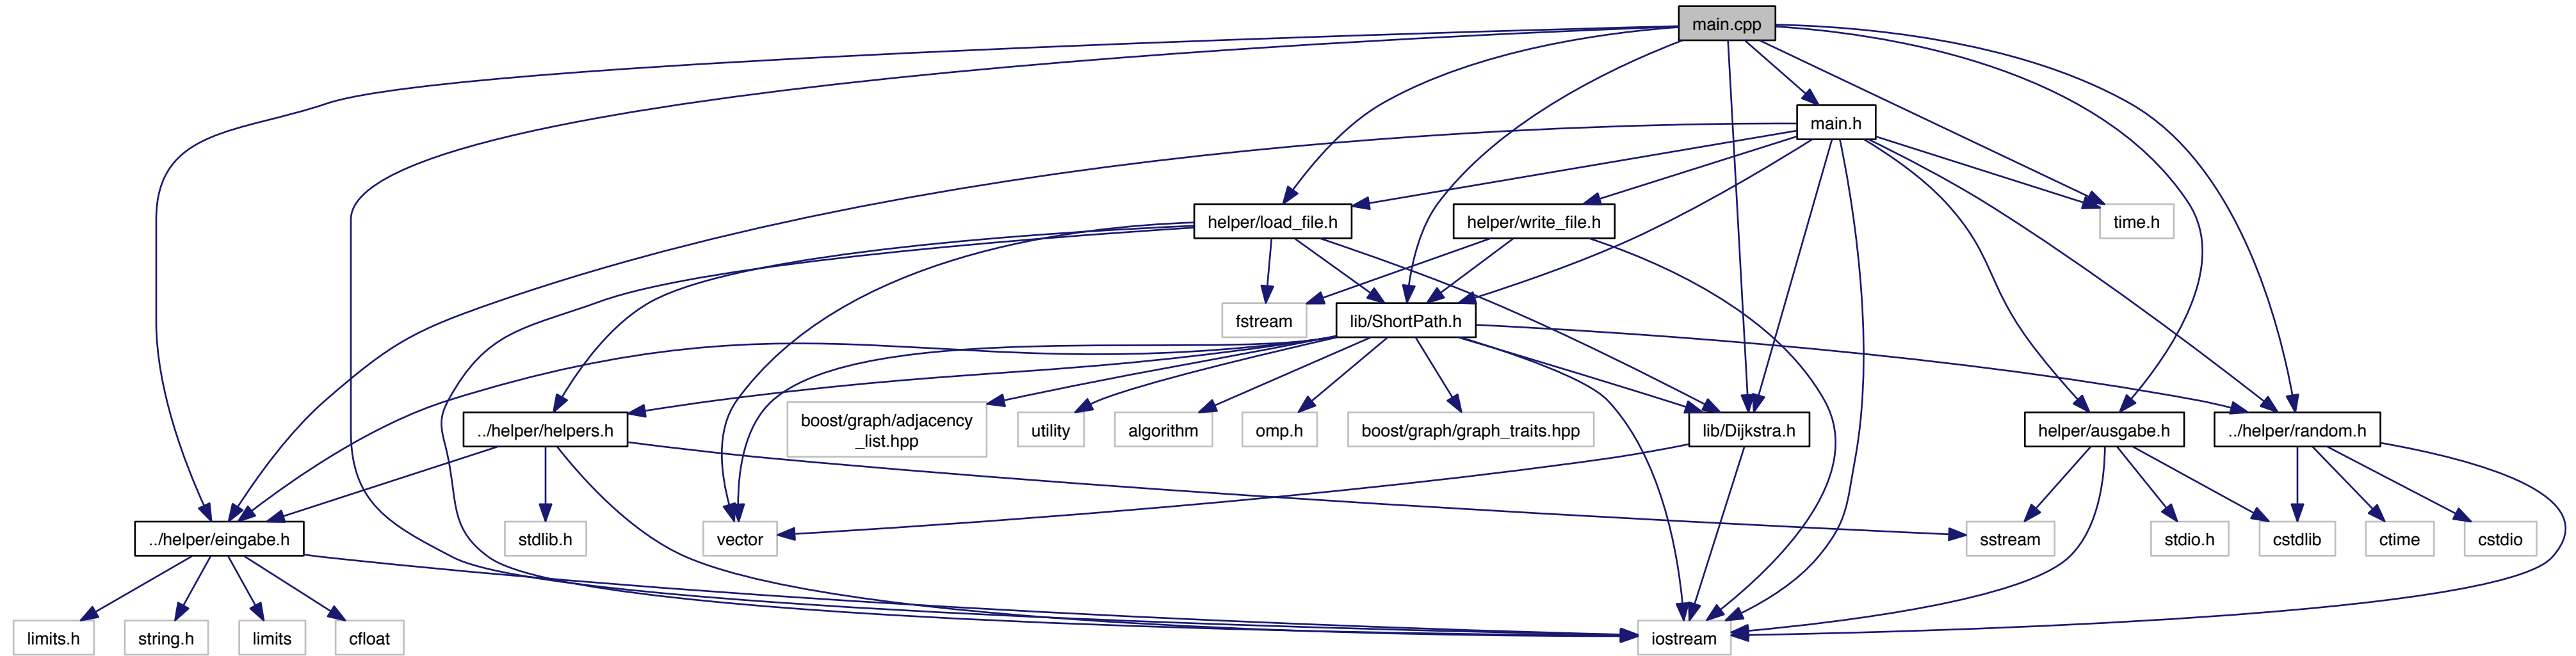 main.cpp
main.h
helper/load_file.h
helper/write_file.h
time.h
fstream
lib/ShortPath.h
../helper/helpers.h
boost/graph/adjacency
_list.hpp
utility
algorithm
omp.h
boost/graph/graph_traits.hpp
lib/Dijkstra.h
helper/ausgabe.h
../helper/random.h
../helper/eingabe.h
stdlib.h
vector
sstream
stdio.h
cstdlib
ctime
cstdio
limits.h
string.h
limits
cfloat
iostream